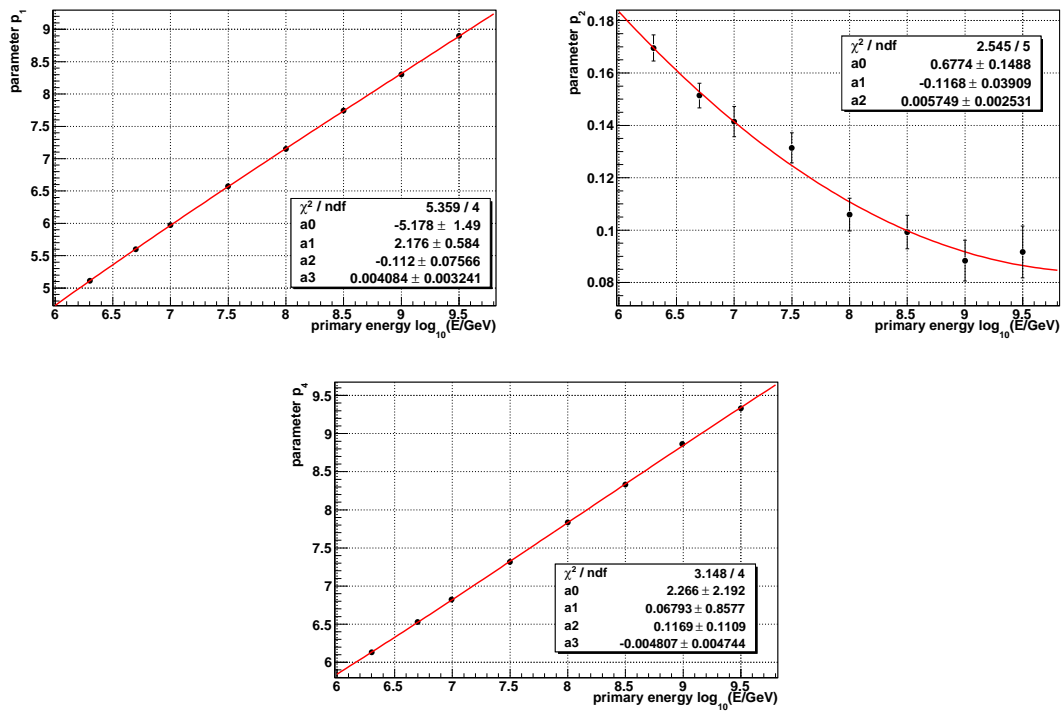 parameter p₁
9
8.5
8
7.5
7
6.5
6
5.5
5
6 6.5 7 7.5 8 8.5 9 9.5
primary energy log₁₀(E/GeV)
χ² / ndf 5.359 / 4
a0 -5.178 ± 1.49
a1 2.176 ± 0.584
a2 -0.112 ± 0.07566
a3 0.004084 ± 0.003241
parameter p₂
0.18
0.16
0.14
0.12
0.1
0.08
6 6.5 7 7.5 8 8.5 9 9.5
primary energy log₁₀(E/GeV)
χ² / ndf 2.545 / 5
a0 0.6774 ± 0.1488
a1 -0.1168 ± 0.03909
a2 0.005749 ± 0.002531
parameter p₄
9.5
9
8.5
8
7.5
7
6.5
6
6 6.5 7 7.5 8 8.5 9 9.5
primary energy log₁₀(E/GeV)
χ² / ndf 3.148 / 4
a0 2.266 ± 2.192
a1 0.06793 ± 0.8577
a2 0.1169 ± 0.1109
a3 -0.004807 ± 0.004744